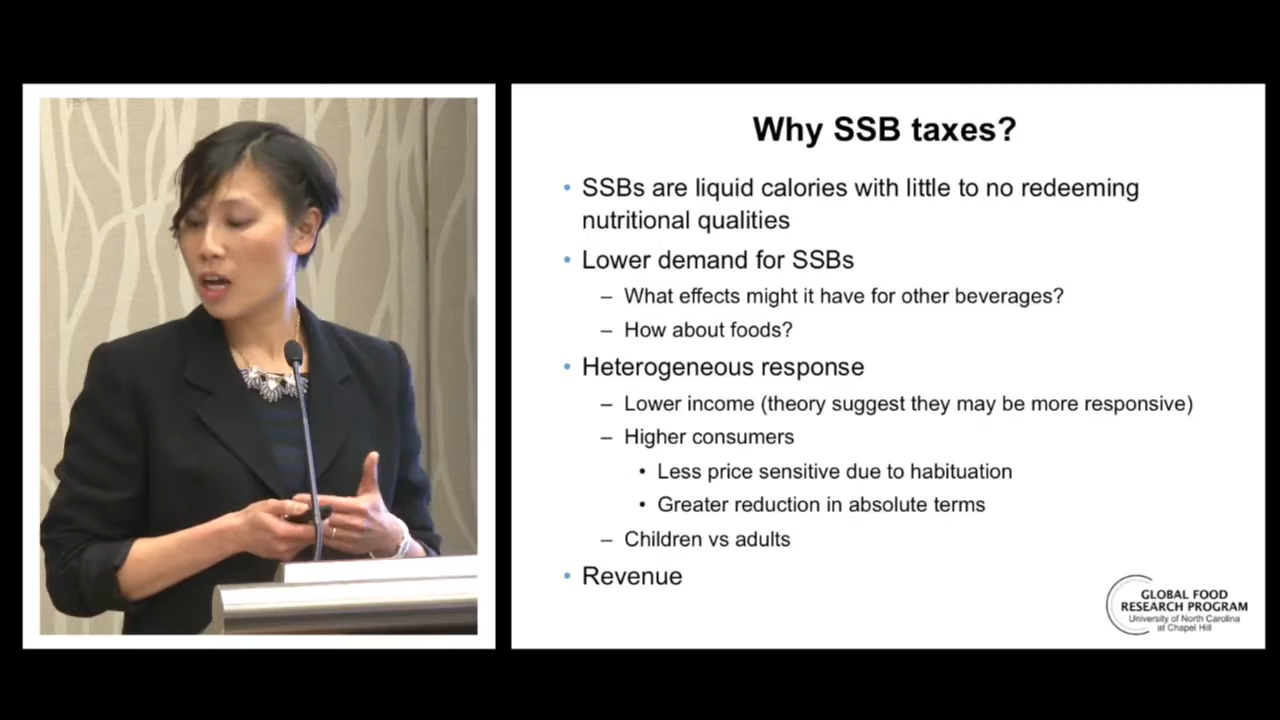 Why SSB taxes?
• SSBs are liquid calories with little to no redeeming
nutritional qualities
• Lower demand for SSBs
– What effects might it have for other beverages?
– How about foods?
• Heterogeneous response
– Lower income (theory suggest they may be more responsive)
– Higher consumers
• Less price sensitive due to habituation
• Greater reduction in absolute terms
– Children vs adults
• Revenue
GLOBAL FOOD
RESEARCH PROGRAM
University of North Carolina
at Chapel Hill